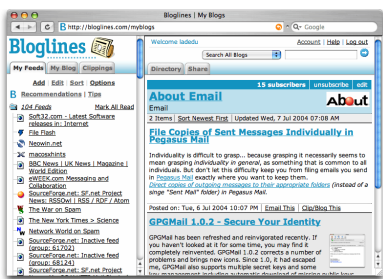 Bloglines | My Blogs
http://bloglines.com/myblogs
Google
Bloglines
My Feeds My Blog Clippings
Add | Edit | Sort | Options
Recommendations | Tips
104 Feeds Mark All Read
Soft32.com - Latest Software releases in: Internet
File Flash
Neowin.net
macosxhints
BBC News | UK News | Magazine | World Edition
eWEEK.com Messaging and Collaboration
SourceForge.net: SF.net Project News: RSSOwl | RSS / RDF / Atom
The War on Spam
The New York Times > Science
Network World on Spam
SourceForge.net: Inactive feed (group: 61702)
SourceForge.net: Inactive feed (group: 68124)
SourceForge.net: SF.net Project
Welcome ladedu Account | Help | Log out
Search All Blogs
Directory Share
15 subscribers unsubscribe edit
About Email
Email
About
2 Items | Sort Newest First | Updated Wed, 7 Jul 2004 07:08 AM
File Copies of Sent Messages Individually in
Pegasus Mail
Individuality is difficult to grasp... because grasping it necessarily seems to
mean grasping individuality in general, as something that is common to all
individuals. But don't let this difficulty keep you from filing emails you send
in Pegasus Mail exactly where you want to keep them.
Direct copies of outgoing messages to their appropriate folders (instead of a
singe "Sent Mail" folder) in Pegasus Mail.
Posted on: Tue, 6 Jul 2004 10:07 PM | Email This | Clip/Blog This
GPGMail 1.0.2 - Secure Your Identity
GPGMail has been refreshed and reinvigorated recently. If
you haven't looked at it for some time, you may find it
completely reinvented. GPGMail 1.0.2 corrects a number of
problems and brings new icons. Since 1.0, it had escaped
me, GPGMail also supports multiple secret keys and some
key management including automatic download of missing public keys